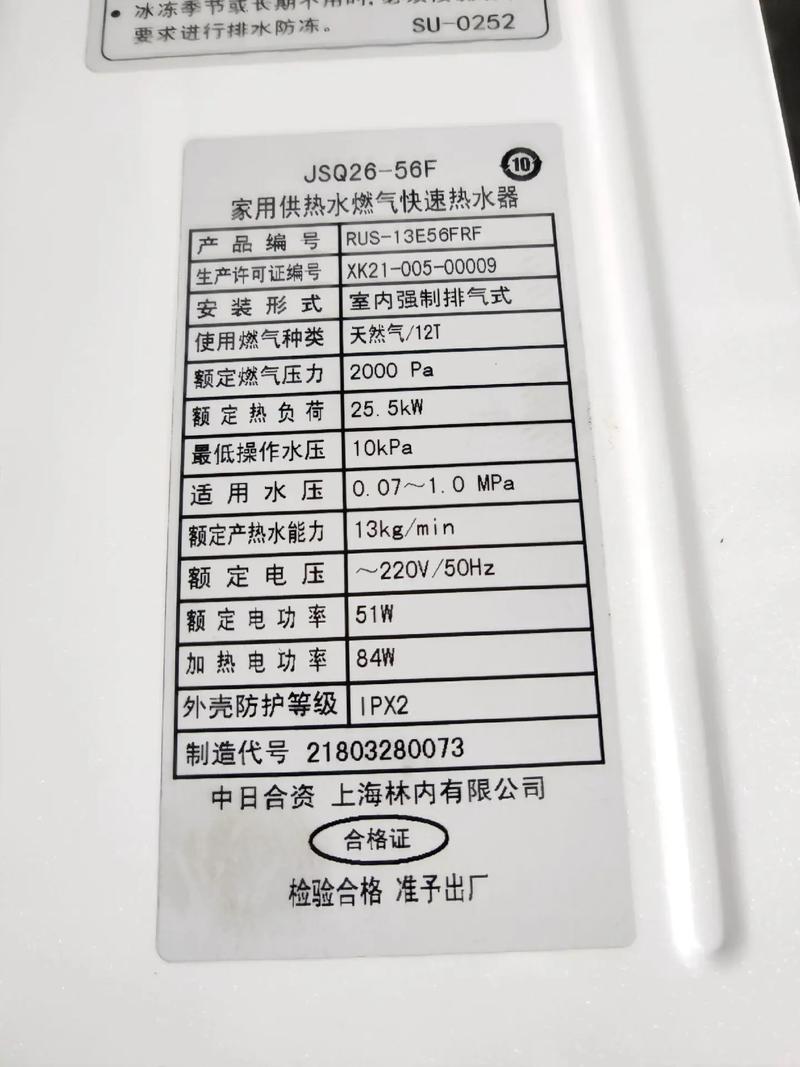 冰冻季节或长期不用时,
要求进行排水防冻。 SU-0252
JSQ26-56F 10
家用供热水燃气快速热水器
产品编号 RUS-13E56FRF
生产许可证编号 XK21-005-00009
安装形式 室内强制排气式
使用燃气种类 天然气/12T
额定燃气压力 2000 Pa
额定热负荷 25.5kW
最低操作水压 10kPa
适用水压 0.07~1.0 MPa
额定产热水能力 13kg/min
额定电压 ~220V/50Hz
额定电功率 51W
加热电功率 84W
外壳防护等级 IPX2
制造代号 21803280073
中日合资 上海林内有限公司
合格证
检验合格 准予出厂